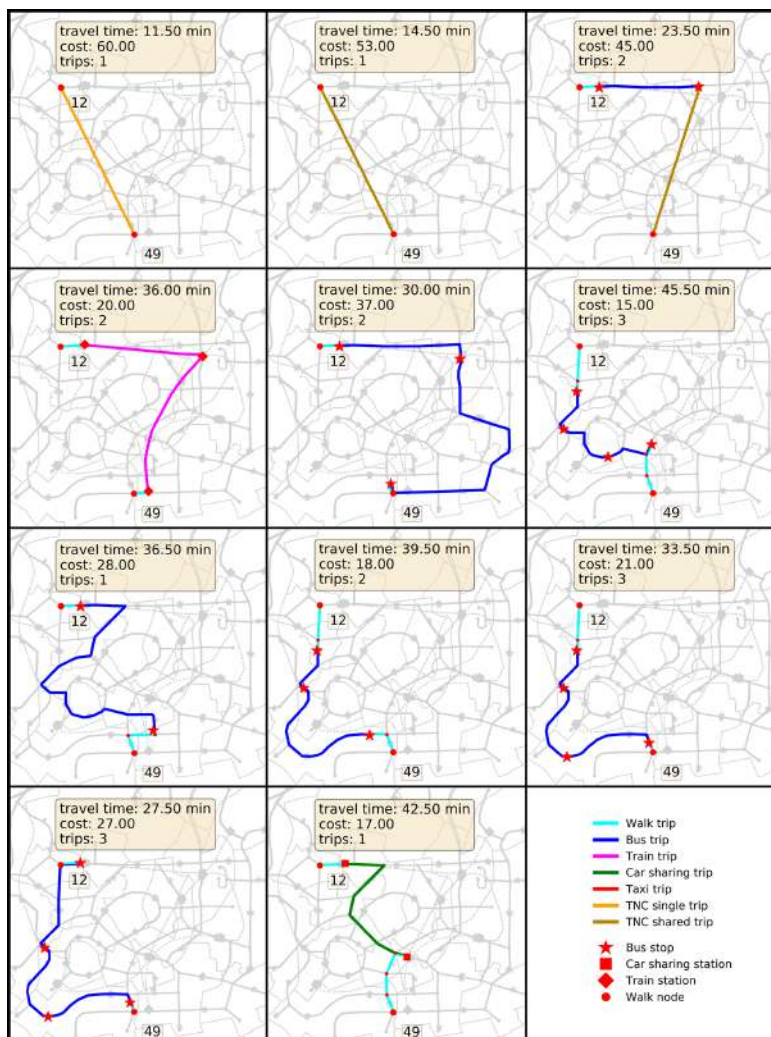 travel time: 11.50 min
cost: 60.00
trips: 1
12
49
travel time: 14.50 min
cost: 53.00
trips: 1
12
49
travel time: 23.50 min
cost: 45.00
trips: 2
12
49
travel time: 36.00 min
cost: 20.00
trips: 2
12
49
travel time: 30.00 min
cost: 37.00
trips: 2
12
49
travel time: 45.50 min
cost: 15.00
trips: 3
12
49
travel time: 36.50 min
cost: 28.00
trips: 1
12
49
travel time: 39.50 min
cost: 18.00
trips: 2
12
49
travel time: 33.50 min
cost: 21.00
trips: 3
12
49
travel time: 27.50 min
cost: 27.00
trips: 3
12
49
travel time: 42.50 min
cost: 17.00
trips: 1
12
49
Walk trip
Bus trip
Train trip
Car sharing trip
Taxi trip
TNC single trip
TNC shared trip
Bus stop
Car sharing station
Train station
Walk node